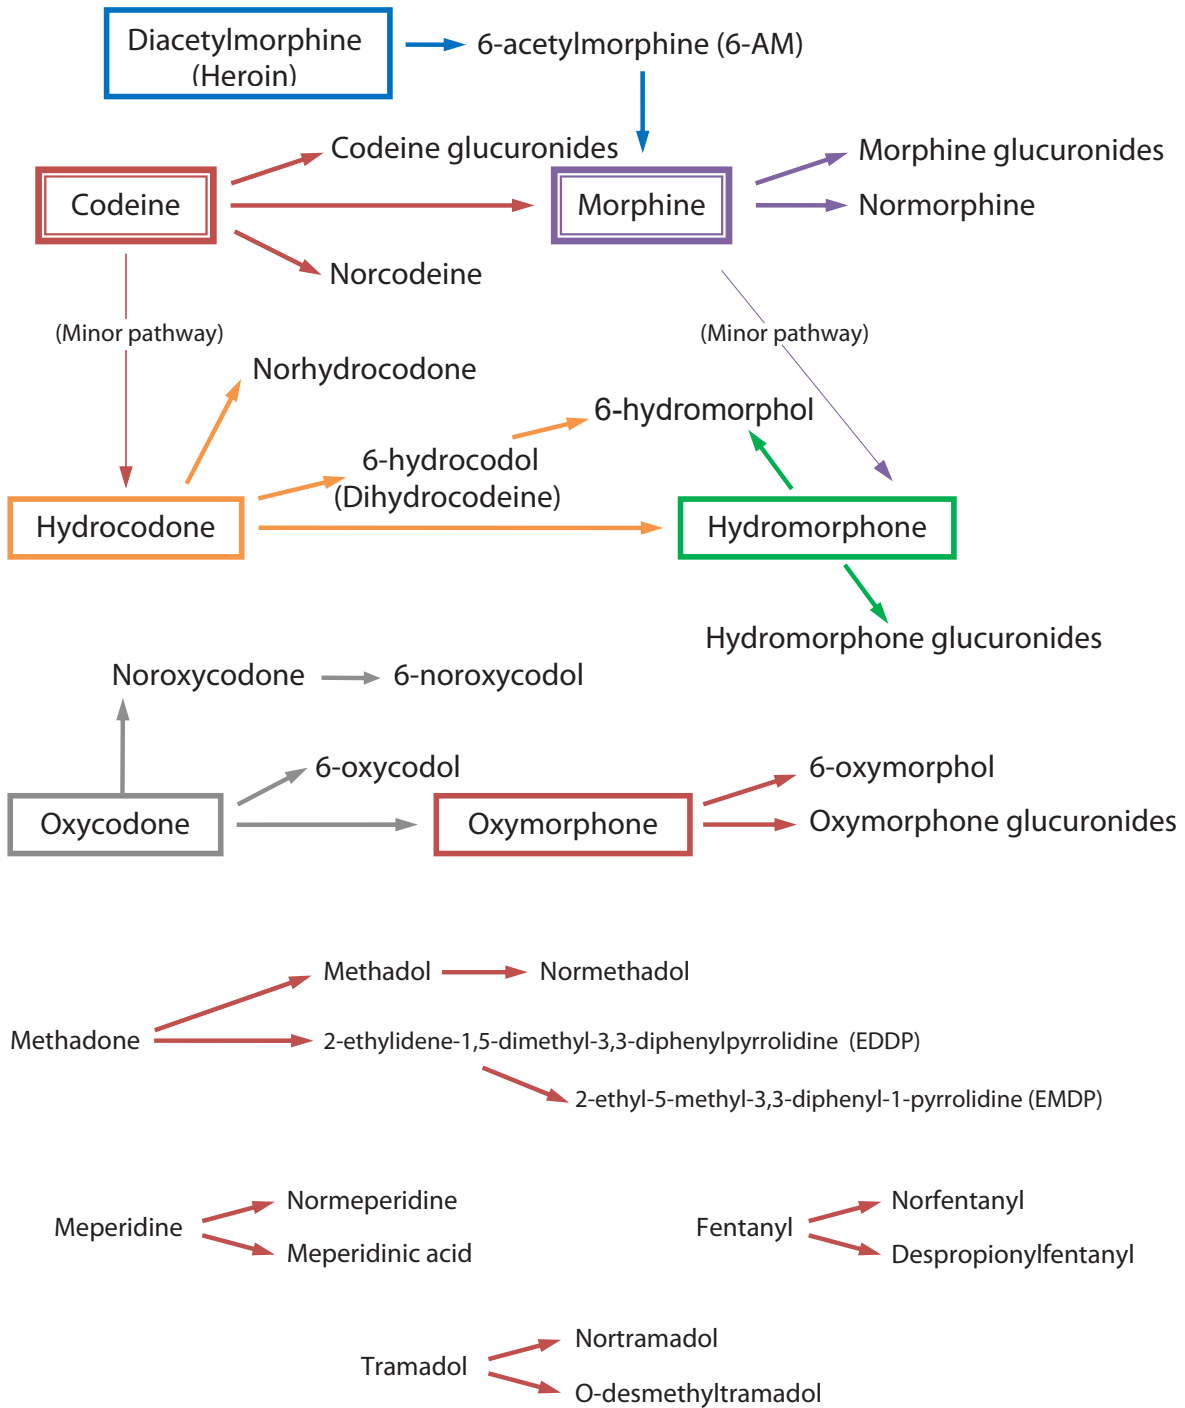 Diacetylmorphine
(Heroin)
6-acetylmorphine (6-AM)
Codeine glucuronides
Morphine glucuronides
Codeine
Morphine
Normorphine
Norcodeine
(Minor pathway)
(Minor pathway)
Norhydrocodone
6-hydromorphol
6-hydrocodol
(Dihydrocodeine)
Hydrocodone
Hydromorphone
Hydromorphone glucuronides
Noroxycodone
6-noroxycodol
6-oxycodol
6-oxymorphol
Oxycodone
Oxymorphone
Oxymorphone glucuronides
Methadol
Normethadol
Methadone
2-ethylidene-1,5-dimethyl-3,3-diphenylpyrrolidine (EDDP)
2-ethyl-5-methyl-3,3-diphenyl-1-pyrrolidine (EMDP)
Normeperidine
Meperidine
Meperidinic acid
Norfentanyl
Fentanyl
Despropionylfentanyl
Nortramadol
Tramadol
O-desmethyltramadol